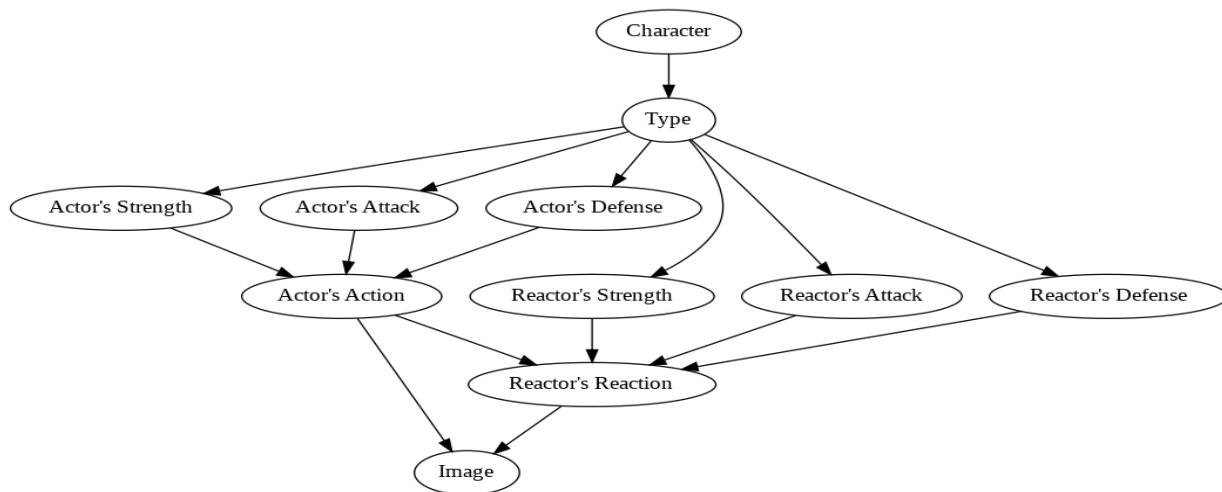 Character
Type
Actor's Strength
Actor's Attack
Actor's Defense
Actor's Action
Reactor's Strength
Reactor's Attack
Reactor's Defense
Reactor's Reaction
Image